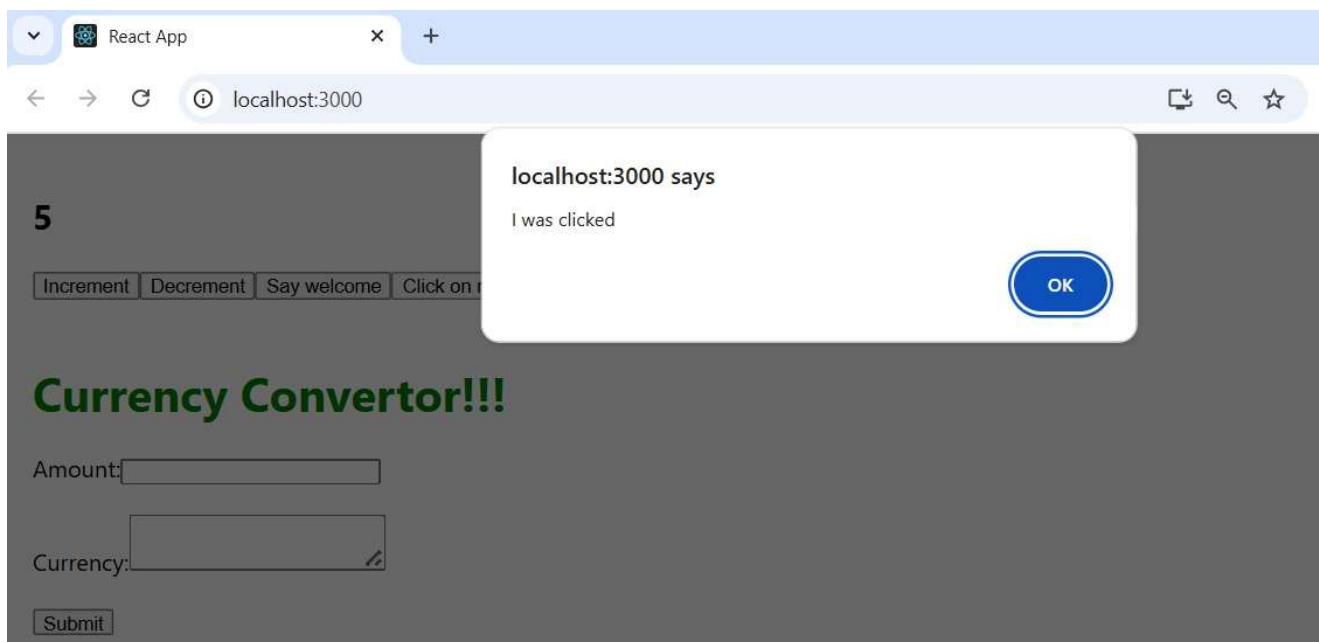 React App
localhost:3000
localhost:3000 says
I was clicked
OK
5
Increment Decrement Say welcome Click on
Currency Convertor!!!
Amount:
Currency:
Submit